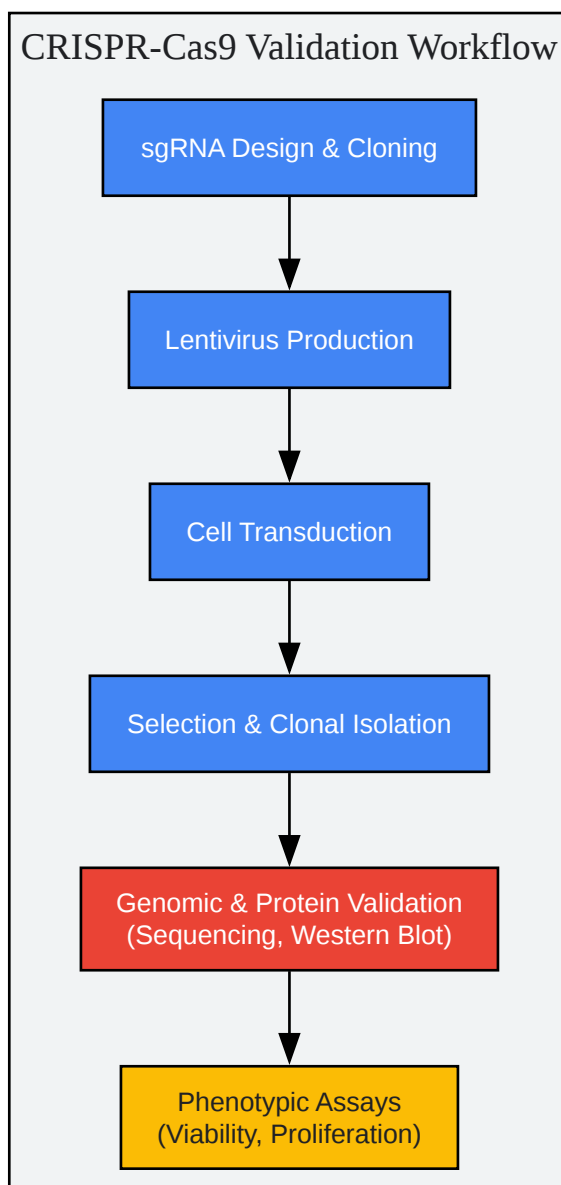 CRISPR-Cas9 Validation Workflow
sgRNA Design & Cloning
Lentivirus Production
Cell Transduction
Selection & Clonal Isolation
Genomic & Protein Validation
(Sequencing, Western Blot)
Phenotypic Assays
(Viability, Proliferation)